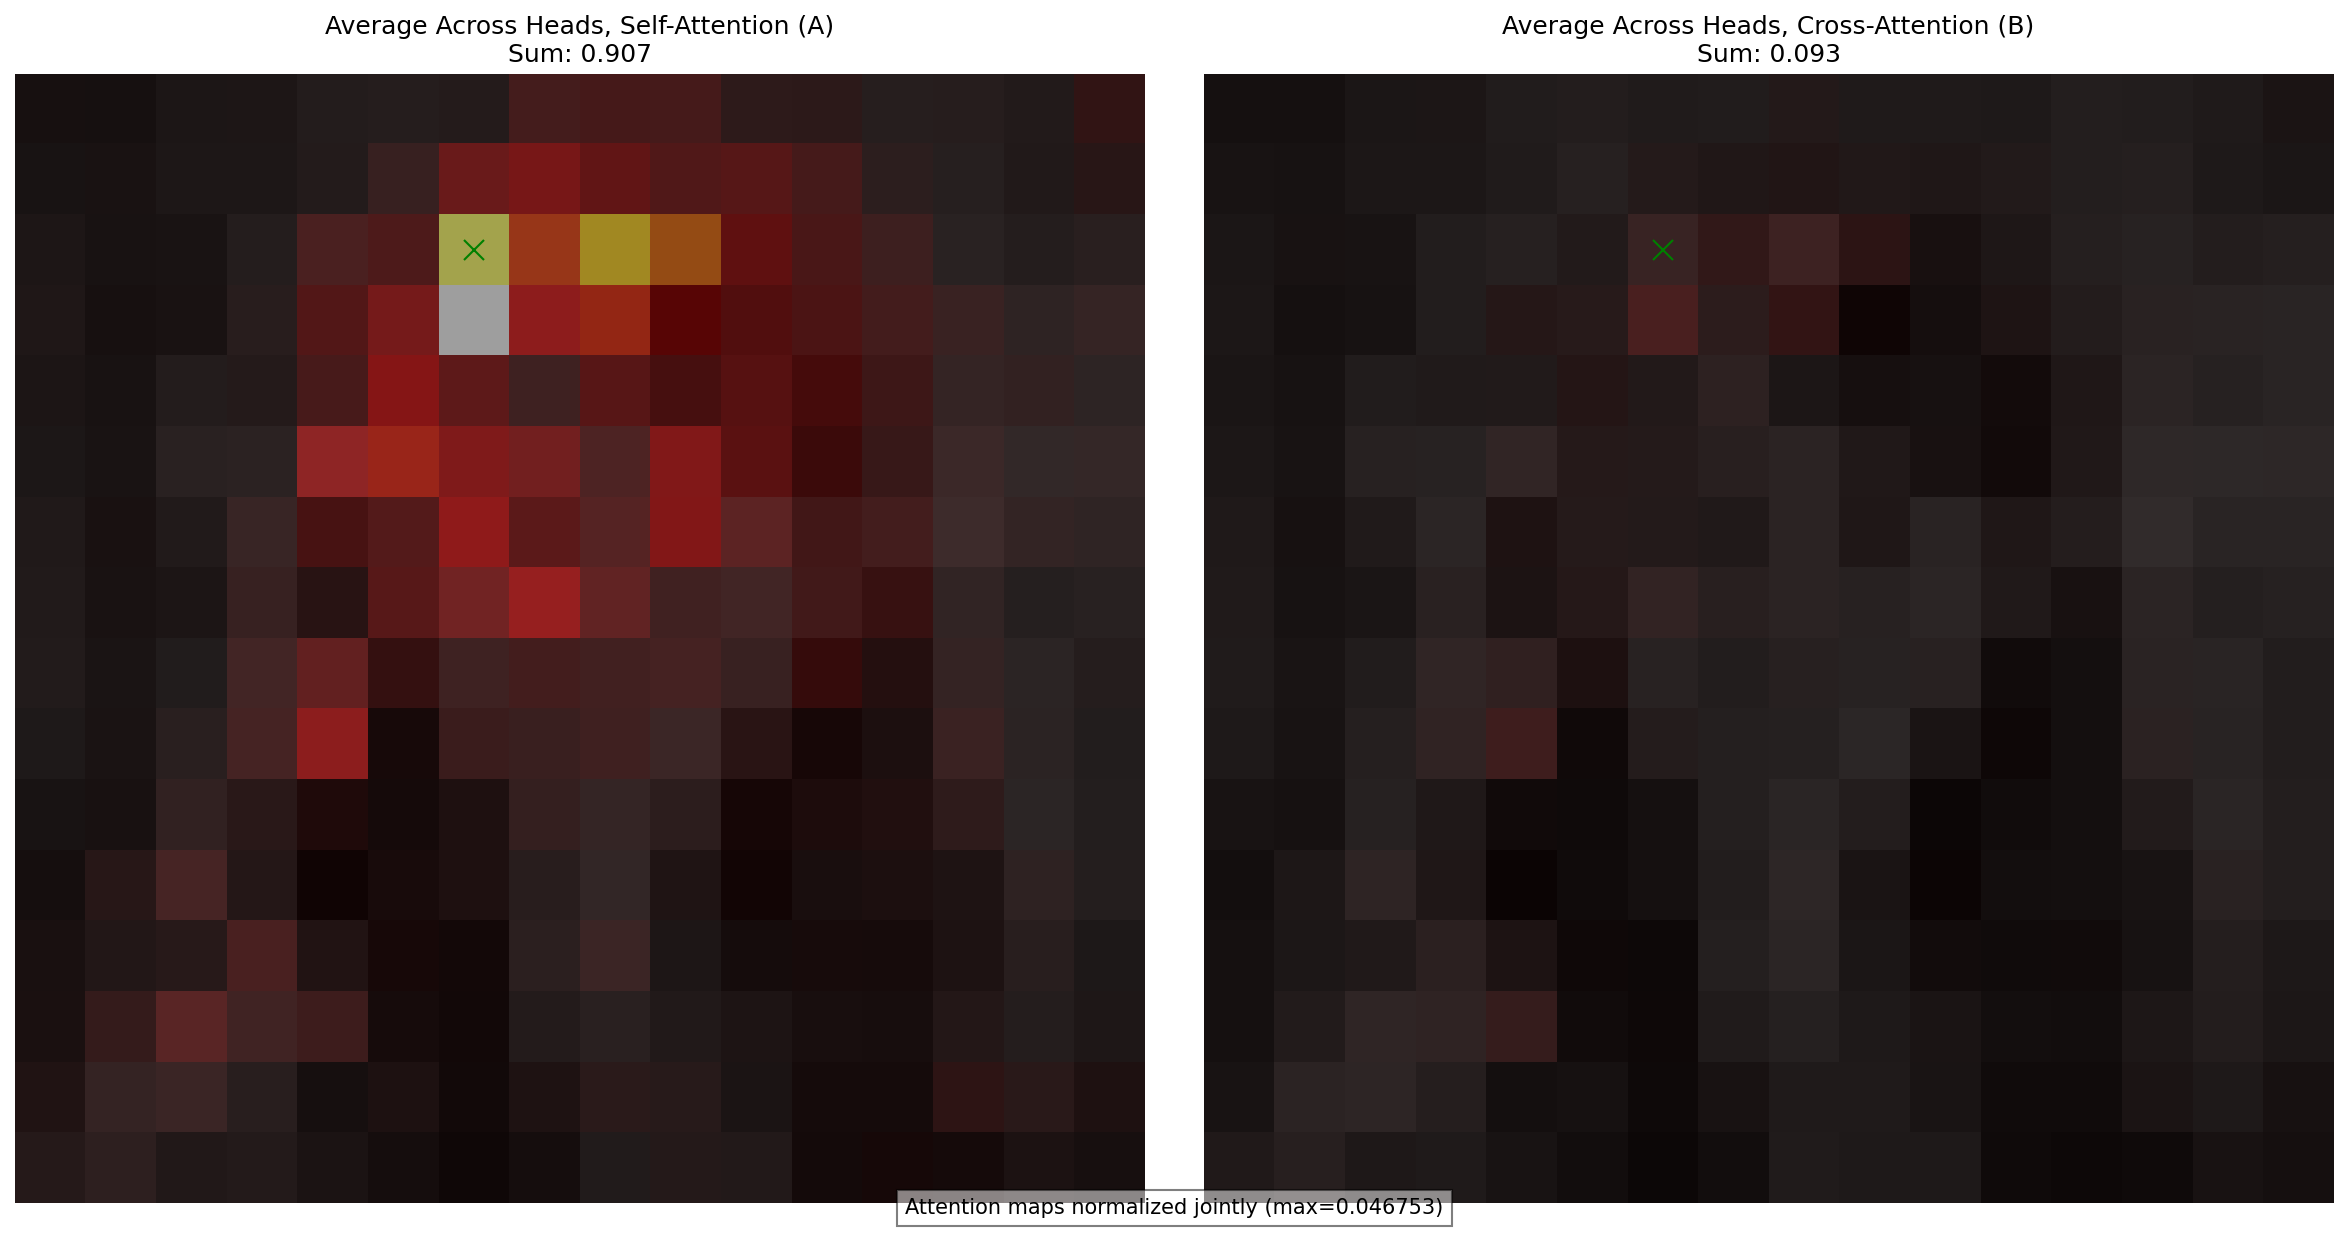 Average Across Heads, Self-Attention (A)
Sum: 0.907
Average Across Heads, Cross-Attention (B)
Sum: 0.093
Attention maps normalized jointly (max=0.046753)